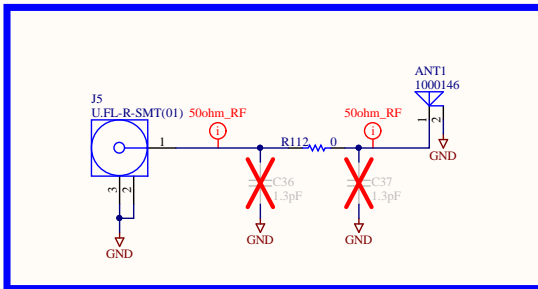 ANT1
1000146
J5
U.FL-R-SMT(01)
50ohm_RF
50ohm_RF
i
i
1
2
1
R112
0
GND
3
2
C36
1.3pF
C37
1.3pF
GND
GND
GND